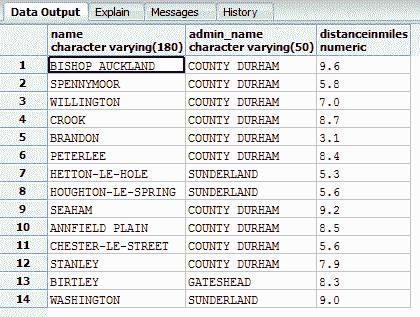 Data Output Explain Messages History
name admin_name distanceinmiles
character varying(180) character varying(50) numeric
1 BISHOP AUCKLAND COUNTY DURHAM 9.6
2 SPENNYMOOR COUNTY DURHAM 5.8
3 WILLINGTON COUNTY DURHAM 7.0
4 CROOK COUNTY DURHAM 8.7
5 BRANDON COUNTY DURHAM 3.1
6 PETERLEE COUNTY DURHAM 8.4
7 HETTON-LE-HOLE SUNDERLAND 5.3
8 HOUGHTON-LE-SPRING SUNDERLAND 5.6
9 SEAHAM COUNTY DURHAM 9.2
10 ANNFIELD PLAIN COUNTY DURHAM 8.5
11 CHESTER-LE-STREET COUNTY DURHAM 5.6
12 STANLEY COUNTY DURHAM 7.9
13 BIRTLEY GATESHEAD 8.3
14 WASHINGTON SUNDERLAND 9.0